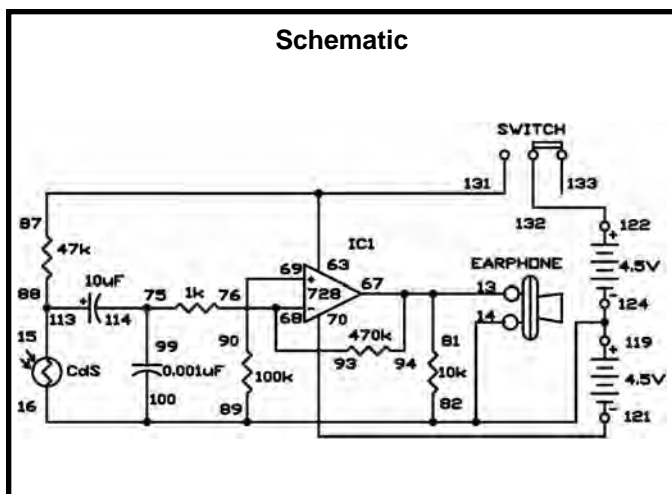 Schematic
SWITCH
131
133
132
87
122
47k
IC1
4.5V
10uF
69
+
63
67
EARPHONE
88
75
1k
76
728
13
124
113
+
114
68
-
70
14
119
15
90
470k
99
93
94
81
CdS
0.001uF
100k
10k
4.5V
16
100
89
82
121